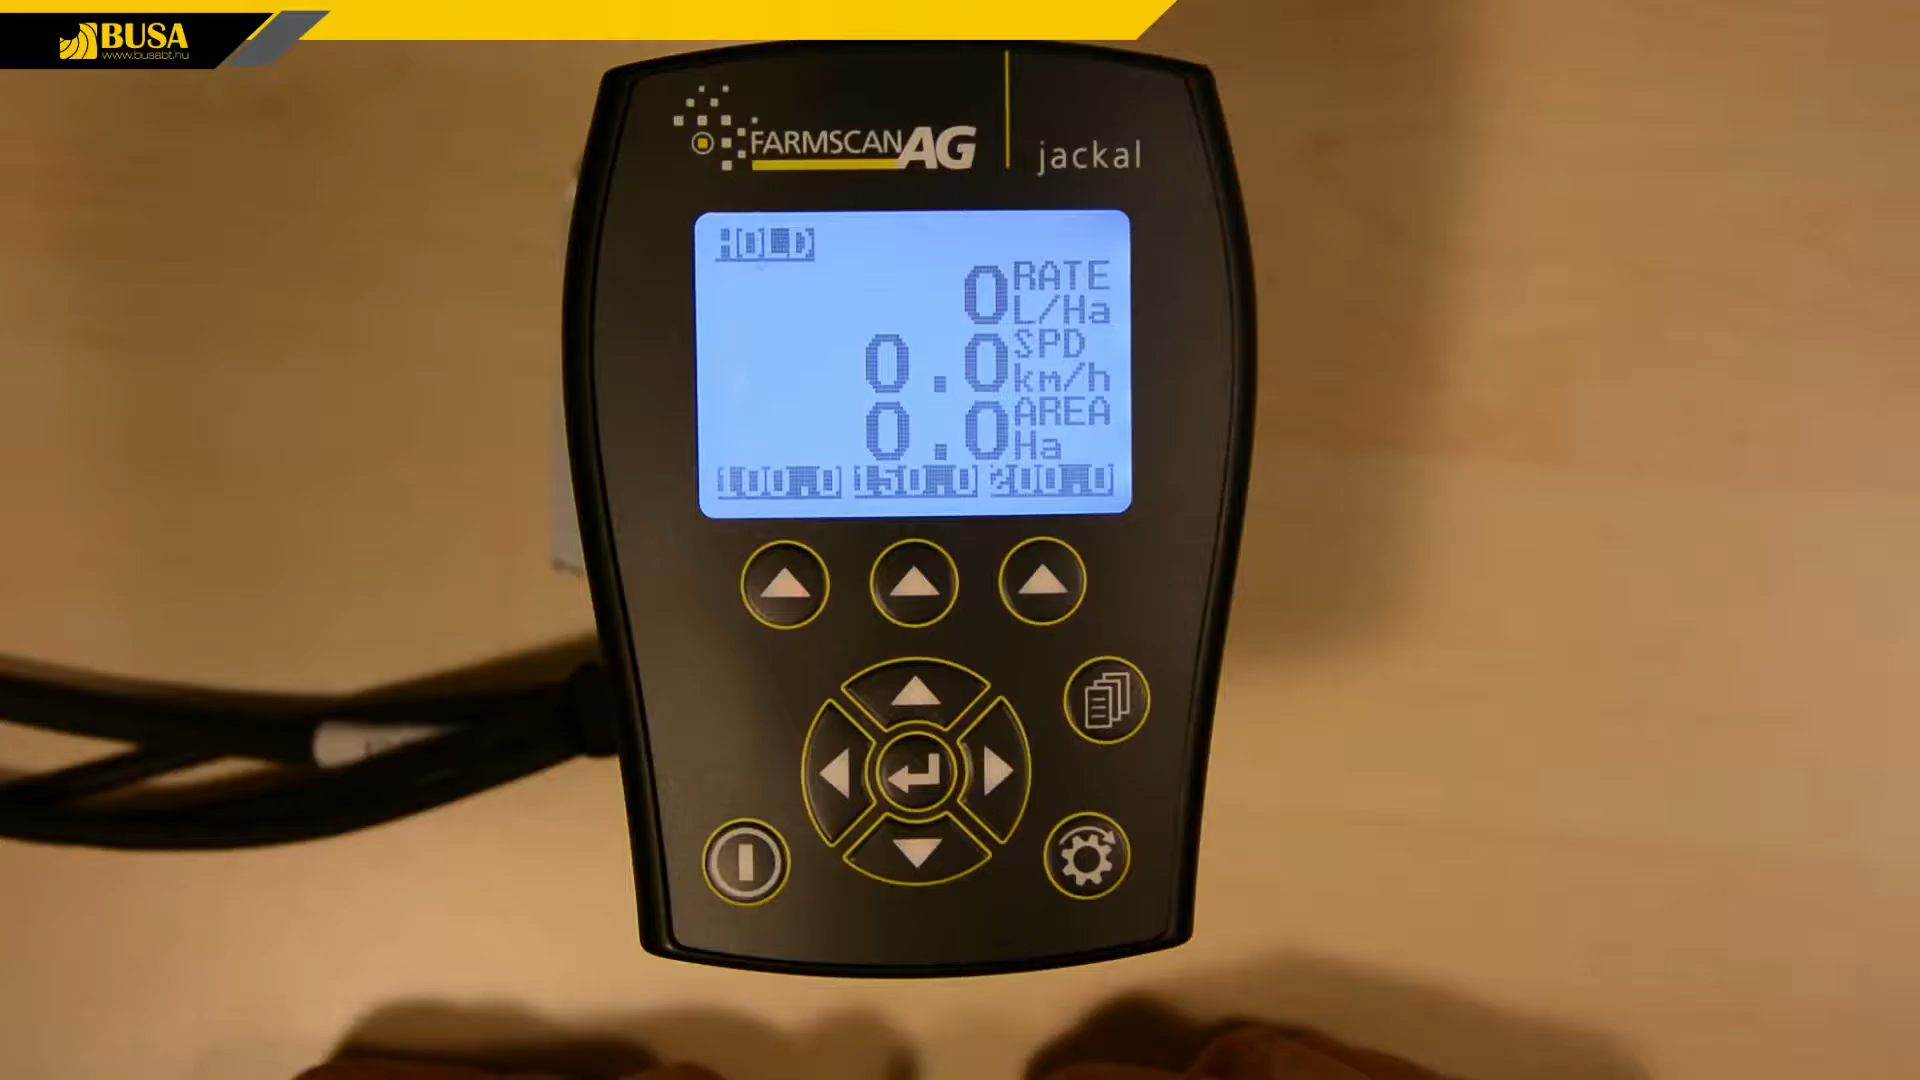 BUSA
www.busabt.hu
FARMSCAN AG
jackal
HOLD
0 RATE L/Ha
0.0 SPD km/h
0.0 AREA Ha
100.0 150.0 200.0